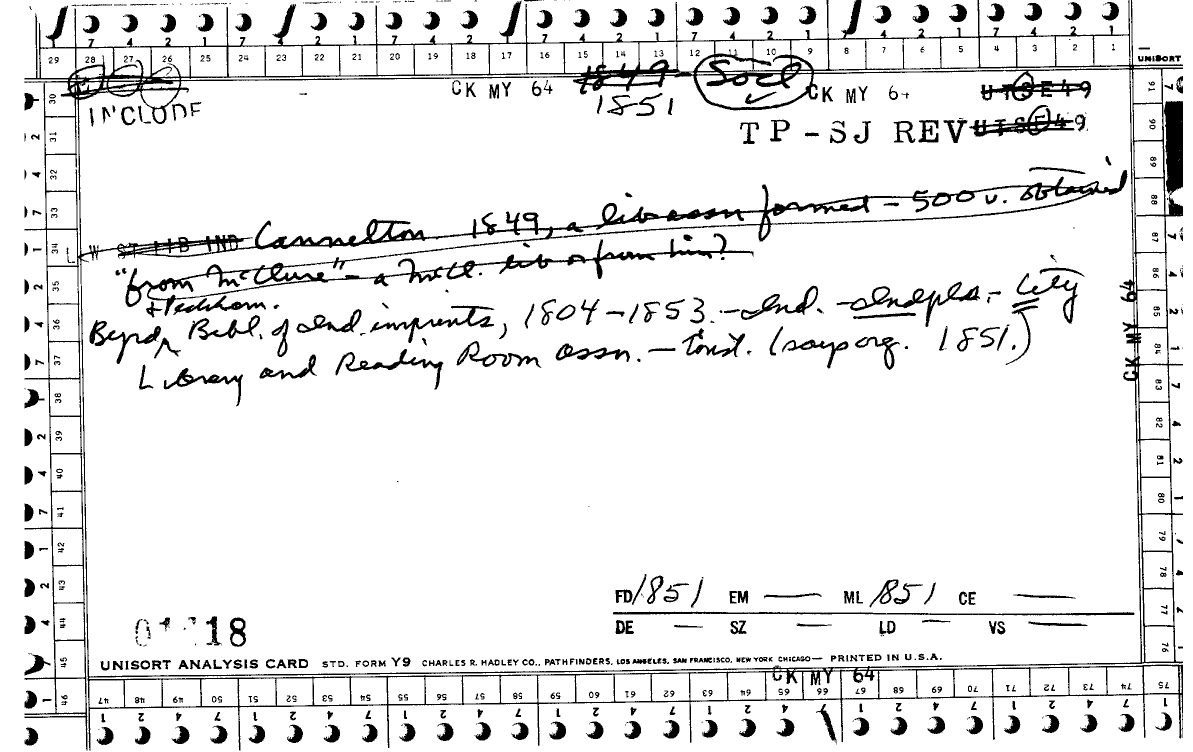 7 4 2 1 7 4 2 1 7 4 2 1 7 4 2 1 7 4 2 1 7 4 2 1
29 28 27 26 25 24 23 22 21 20 19 18 17 16 15 14 13 12 11 10 9 8 7 6 5 4 3 2 1
UNISORT
CK MY 64 1849 - Socl CK MY 64 UTSE49
INCLUDE 1851
TP-SJ REV UTSE49
W ST LIB IND Cannelton 1849, a lib assn formed - 500 v. obtained
"from McClure" - a McCl. lib or from him?
& Peckham.
Byrd, Bibl. of Ind. imprints, 1804-1853. - Ind. - Indpls. - City
Library and Reading Room assn. - Const. (says org. 1851.)
CK MY 64
30 31 32 33 34 35 36 37 38 39 40 41 42 43 44 45 46
91 90 89 88 87 86 85 84 83 82 81 80 79 78 77 76 75
FD 1851 EM — ML 1851 CE —
DE — SZ — LD — VS —
18
UNISORT ANALYSIS CARD STD. FORM Y9 CHARLES R. HADLEY CO., PATHFINDERS, LOS ANGELES, SAN FRANCISCO, NEW YORK CHICAGO— PRINTED IN U.S.A.
CK MY 64
47 48 49 50 51 52 53 54 55 56 57 58 59 60 61 62 63 64 65 66 67 68 69 70 71 72 73 74
1 2 4 7 1 2 4 7 1 2 4 7 1 2 4 7 1 2 4 7 1 2 4 7 1 2 4 7